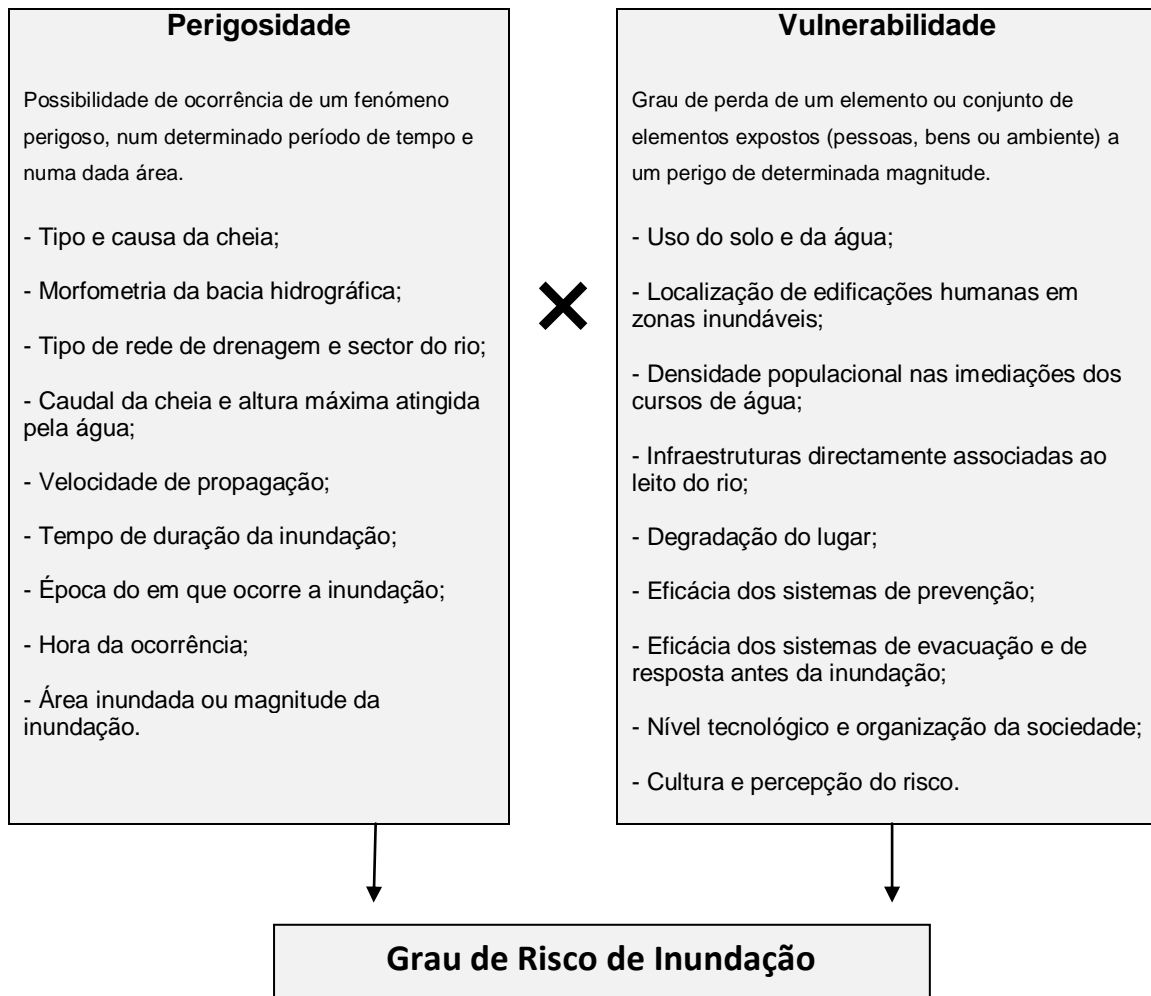 Perigosidade
Possibilidade de ocorrência de um fenómeno
perigoso, num determinado período de tempo e
numa dada área.
- Tipo e causa da cheia;
- Morfometria da bacia hidrográfica;
- Tipo de rede de drenagem e sector do rio;
- Caudal da cheia e altura máxima atingida
pela água;
- Velocidade de propagação;
- Tempo de duração da inundação;
- Época do em que ocorre a inundação;
- Hora da ocorrência;
- Área inundada ou magnitude da
inundação.
×
Vulnerabilidade
Grau de perda de um elemento ou conjunto de
elementos expostos (pessoas, bens ou ambiente) a
um perigo de determinada magnitude.
- Uso do solo e da água;
- Localização de edificações humanas em
zonas inundáveis;
- Densidade populacional nas imediações dos
cursos de água;
- Infraestruturas directamente associadas ao
leito do rio;
- Degradação do lugar;
- Eficácia dos sistemas de prevenção;
- Eficácia dos sistemas de evacuação e de
resposta antes da inundação;
- Nível tecnológico e organização da sociedade;
- Cultura e percepção do risco.
Grau de Risco de Inundação